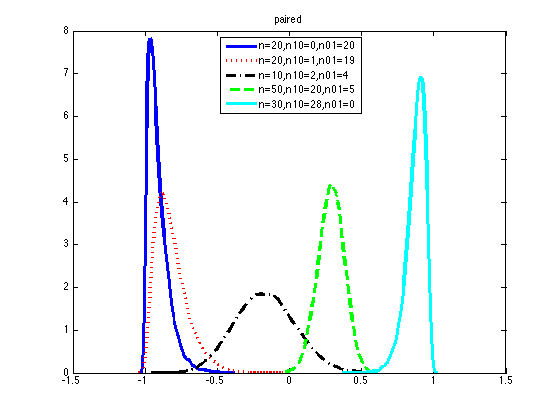 paired
n=20,n10=0,n01=20
n=20,n10=1,n01=19
n=10,n10=2,n01=4
n=50,n10=20,n01=5
n=30,n10=28,n01=0
8
7
6
5
4
3
2
1
0
-1.5 -1 -0.5 0 0.5 1 1.5